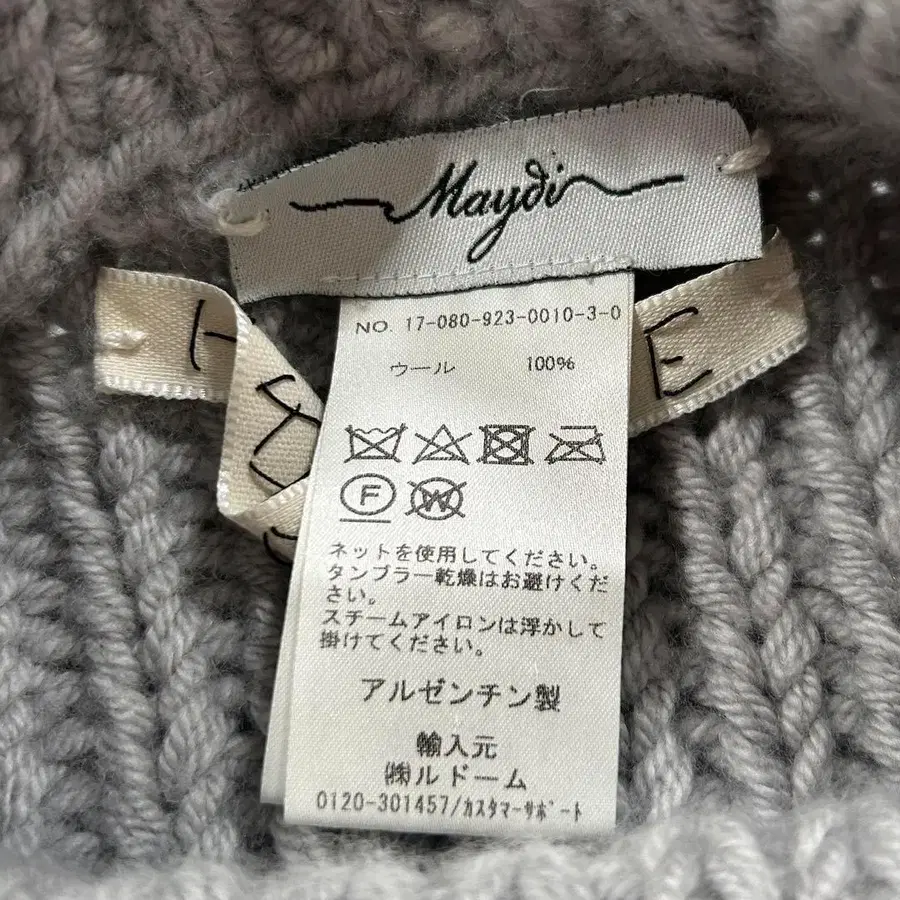 Maydi
NO. 17-080-923-0010-3-0
ウール 100%
F
W
ネットを使用してください。
タンブラー乾燥はお避けくだ
さい。
スチームアイロンは浮かして
掛けてください。
アルゼンチン製
輸入元
㈱ルドーム
0120-301457/カスタマーサポート
E